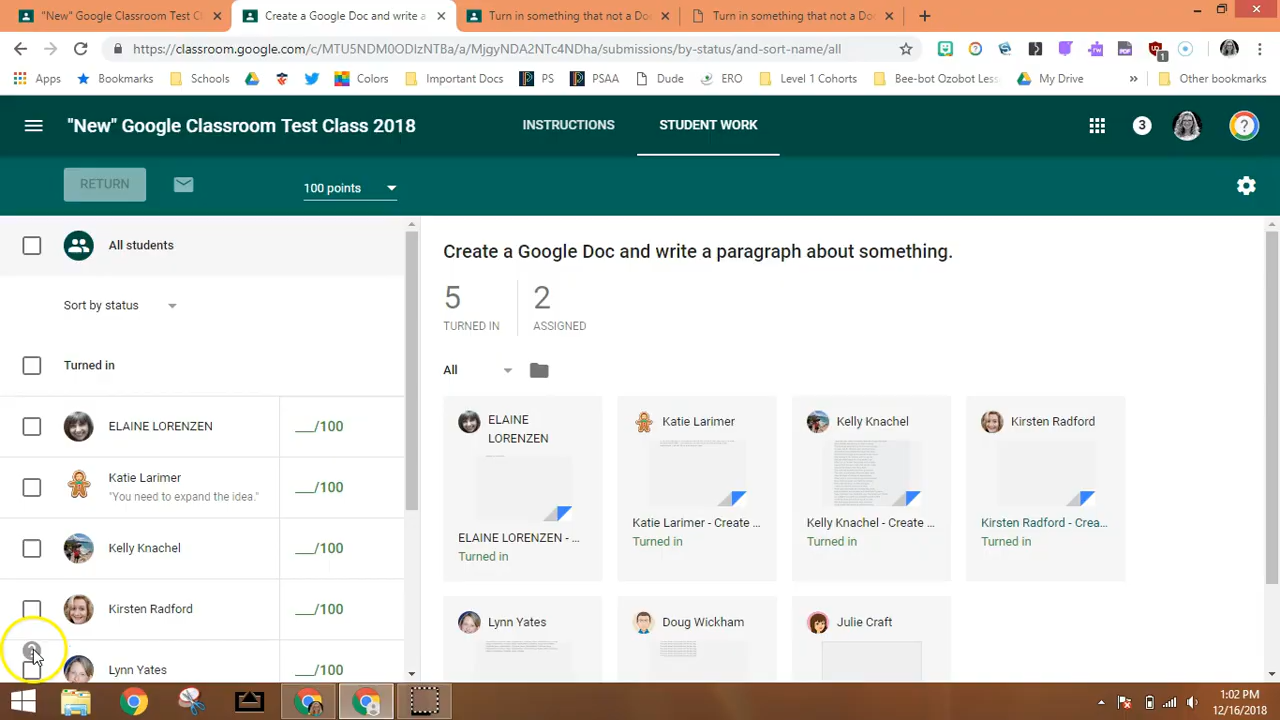 "New" Google Classroom Test Cl
Create a Google Doc and write a
Turn in something that not a Do
Turn in something that not a Do
https://classroom.google.com/c/MTU5NDM0ODIzNTBa/a/MjgyNDA2NTc4NDha/submissions/by-status/and-sort-name/all
Apps
Bookmarks
Schools
Colors
Important Docs
PS
PSAA
Dude
ERO
Level 1 Cohorts
Bee-bot Ozobot Less
My Drive
Other bookmarks
"New" Google Classroom Test Class 2018
INSTRUCTIONS
STUDENT WORK
3
RETURN
100 points
All students
Sort by status
Turned in
ELAINE LORENZEN
__/100
Katie Larimer
"You need to expand the idea."
__/100
Kelly Knachel
__/100
Kirsten Radford
__/100
Lynn Yates
__/100
Create a Google Doc and write a paragraph about something.
5
TURNED IN
2
ASSIGNED
All
ELAINE
LORENZEN
ELAINE LORENZEN - ...
Turned in
Katie Larimer
Katie Larimer - Create ...
Turned in
Kelly Knachel
Kelly Knachel - Create ...
Turned in
Kirsten Radford
Kirsten Radford - Crea...
Turned in
Lynn Yates
Doug Wickham
Julie Craft
1:02 PM
12/16/2018